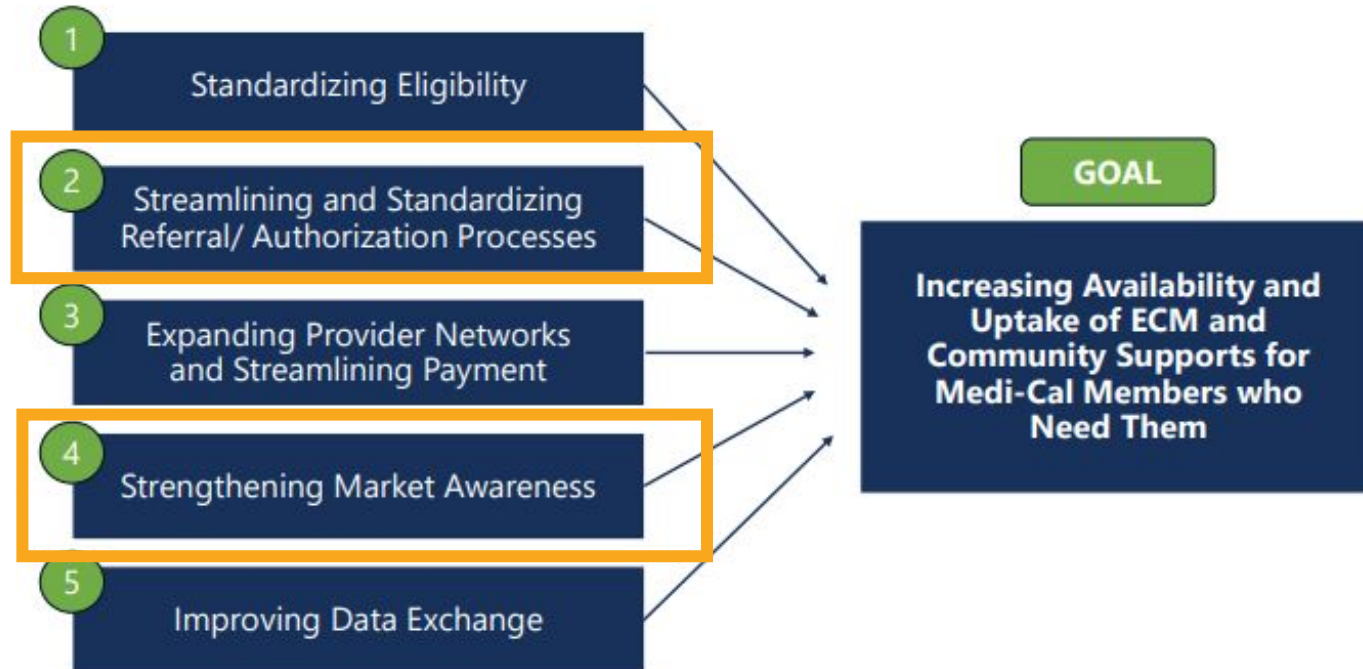 1
Standardizing Eligibility
2
Streamlining and Standardizing
Referral/ Authorization Processes
3
Expanding Provider Networks
and Streamlining Payment
4
Strengthening Market Awareness
5
Improving Data Exchange
GOAL
Increasing Availability and
Uptake of ECM and
Community Supports for
Medi-Cal Members who
Need Them